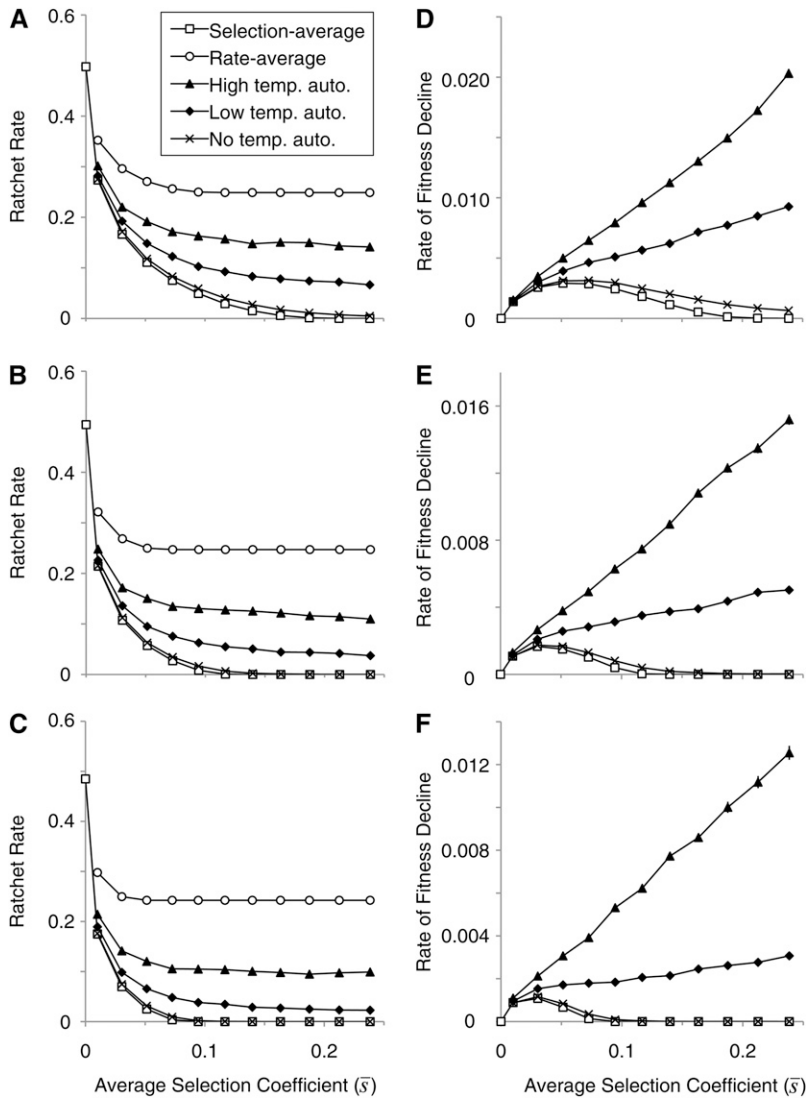 A
0.6
0.4
0.2
0
Ratchet Rate
Selection-average
Rate-average
High temp. auto.
Low temp. auto.
No temp. auto.
D
0.020
0.010
0
Rate of Fitness Decline
B
0.6
0.4
0.2
0
Ratchet Rate
E
0.016
0.008
0
Rate of Fitness Decline
C
0.6
0.4
0.2
0
Ratchet Rate
0 0.1 0.2
Average Selection Coefficient (s̅)
F
0.012
0.008
0.004
0
Rate of Fitness Decline
0 0.1 0.2
Average Selection Coefficient (s̅)